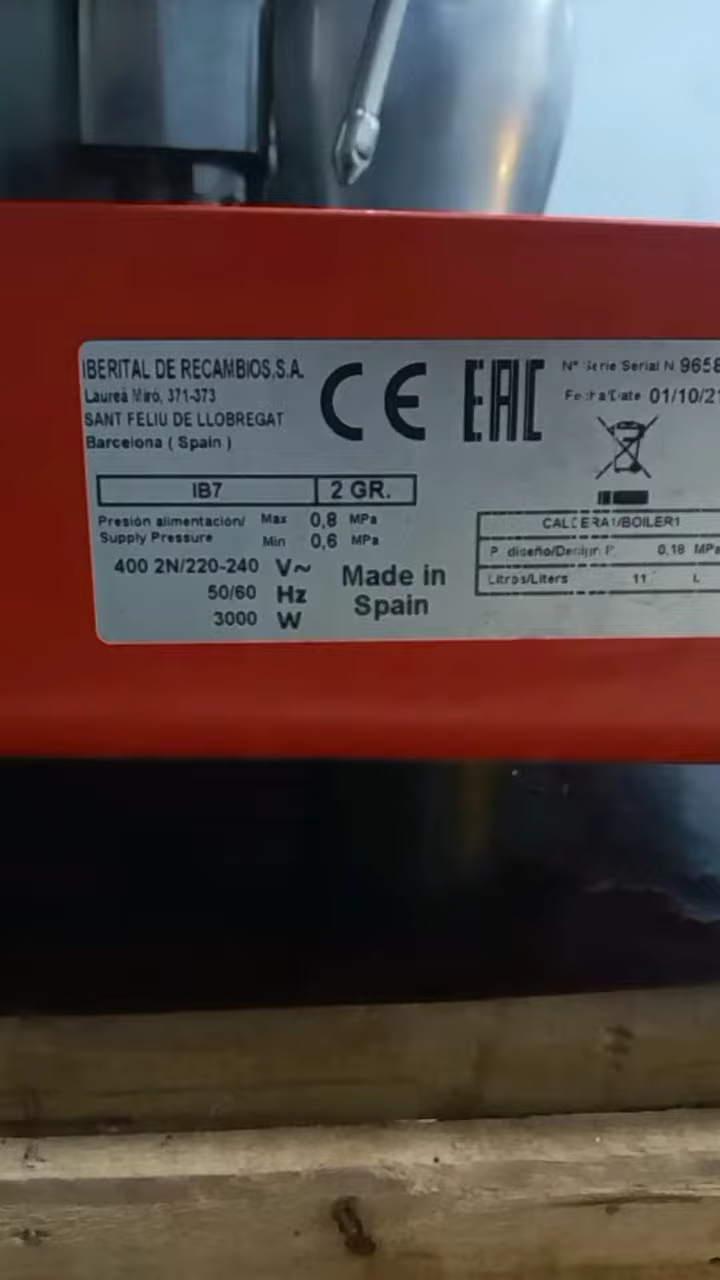 IBERITAL DE RECAMBIOS,S.A.
Laureà Miró, 371-373
SANT FELIU DE LLOBREGAT
Barcelona ( Spain )
CE EAC
Nº Serie/Serial N 9658
Fecha/Date 01/10/21
IB7 2 GR.
Presión alimentación/ Max 0,8 MPa
Supply Pressure Min 0,6 MPa
400 2N/220-240 V~
50/60 Hz
3000 W
Made in
Spain
CALDERA1/BOILER1
P. diseño/Design P. 0,18 MPa
Litros/Liters 11 L